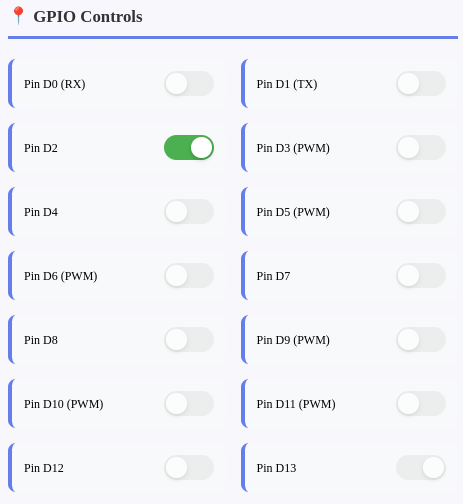 📍 GPIO Controls
Pin D0 (RX)
Pin D1 (TX)
Pin D2
Pin D3 (PWM)
Pin D4
Pin D5 (PWM)
Pin D6 (PWM)
Pin D7
Pin D8
Pin D9 (PWM)
Pin D10 (PWM)
Pin D11 (PWM)
Pin D12
Pin D13